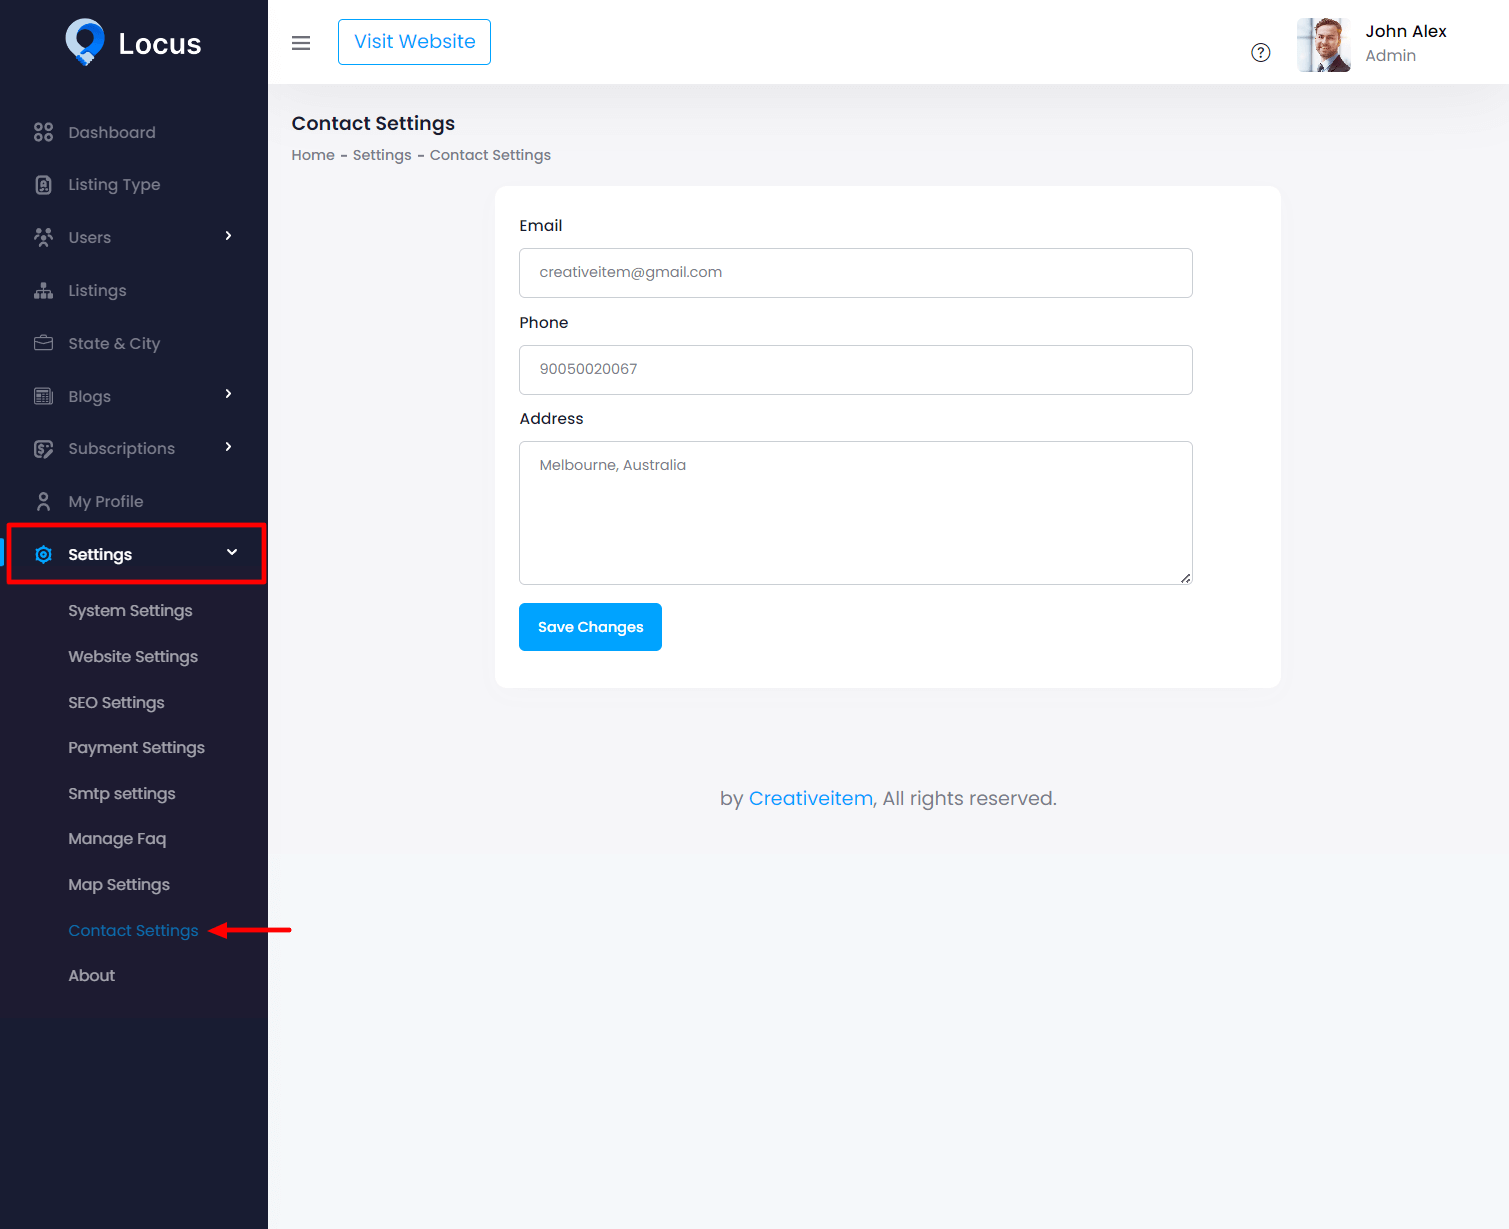 Locus
Visit Website
John Alex
Admin
Dashboard
Listing Type
Users
Listings
State & City
Blogs
Subscriptions
My Profile
Settings
System Settings
Website Settings
SEO Settings
Payment Settings
Smtp settings
Manage Faq
Map Settings
Contact Settings
About
Contact Settings
Home - Settings - Contact Settings
Email
creativeitem@gmail.com
Phone
90050020067
Address
Melbourne, Australia
Save Changes
by Creativeitem, All rights reserved.